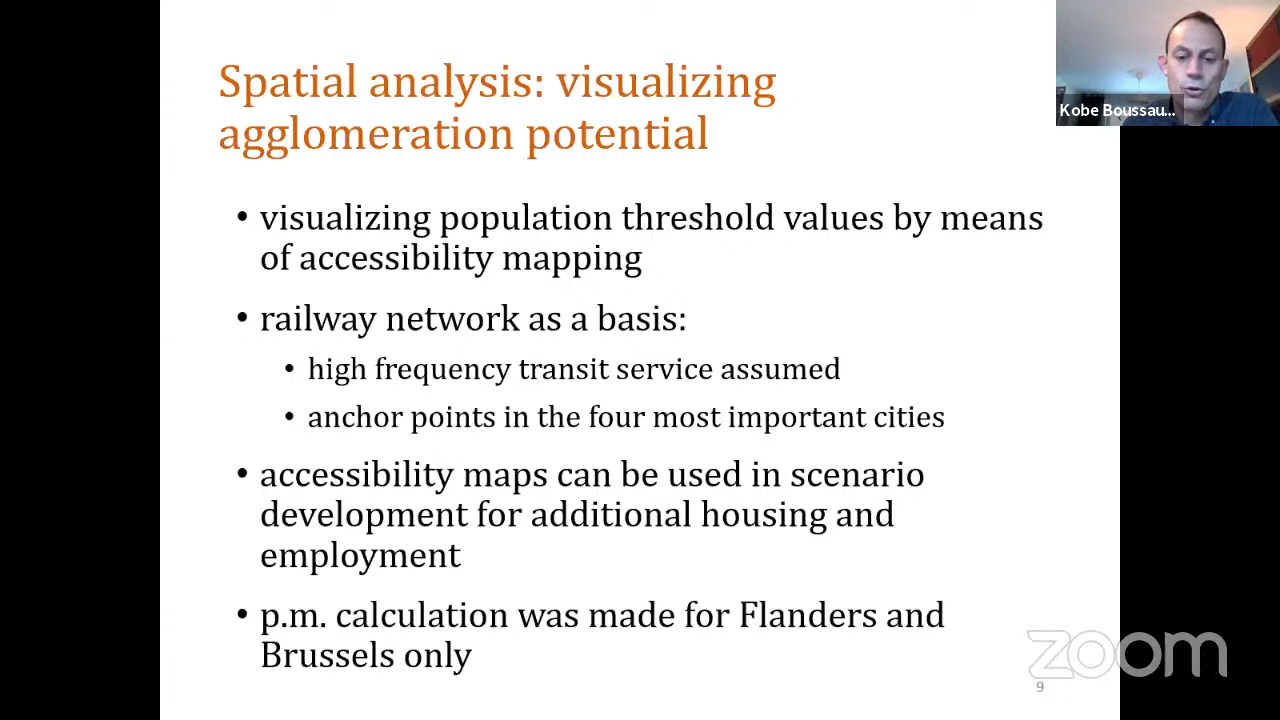 Spatial analysis: visualizing
agglomeration potential
Kobe Boussau...
• visualizing population threshold values by means
of accessibility mapping
• railway network as a basis:
• high frequency transit service assumed
• anchor points in the four most important cities
• accessibility maps can be used in scenario
development for additional housing and
employment
• p.m. calculation was made for Flanders and
Brussels only
zoom
9